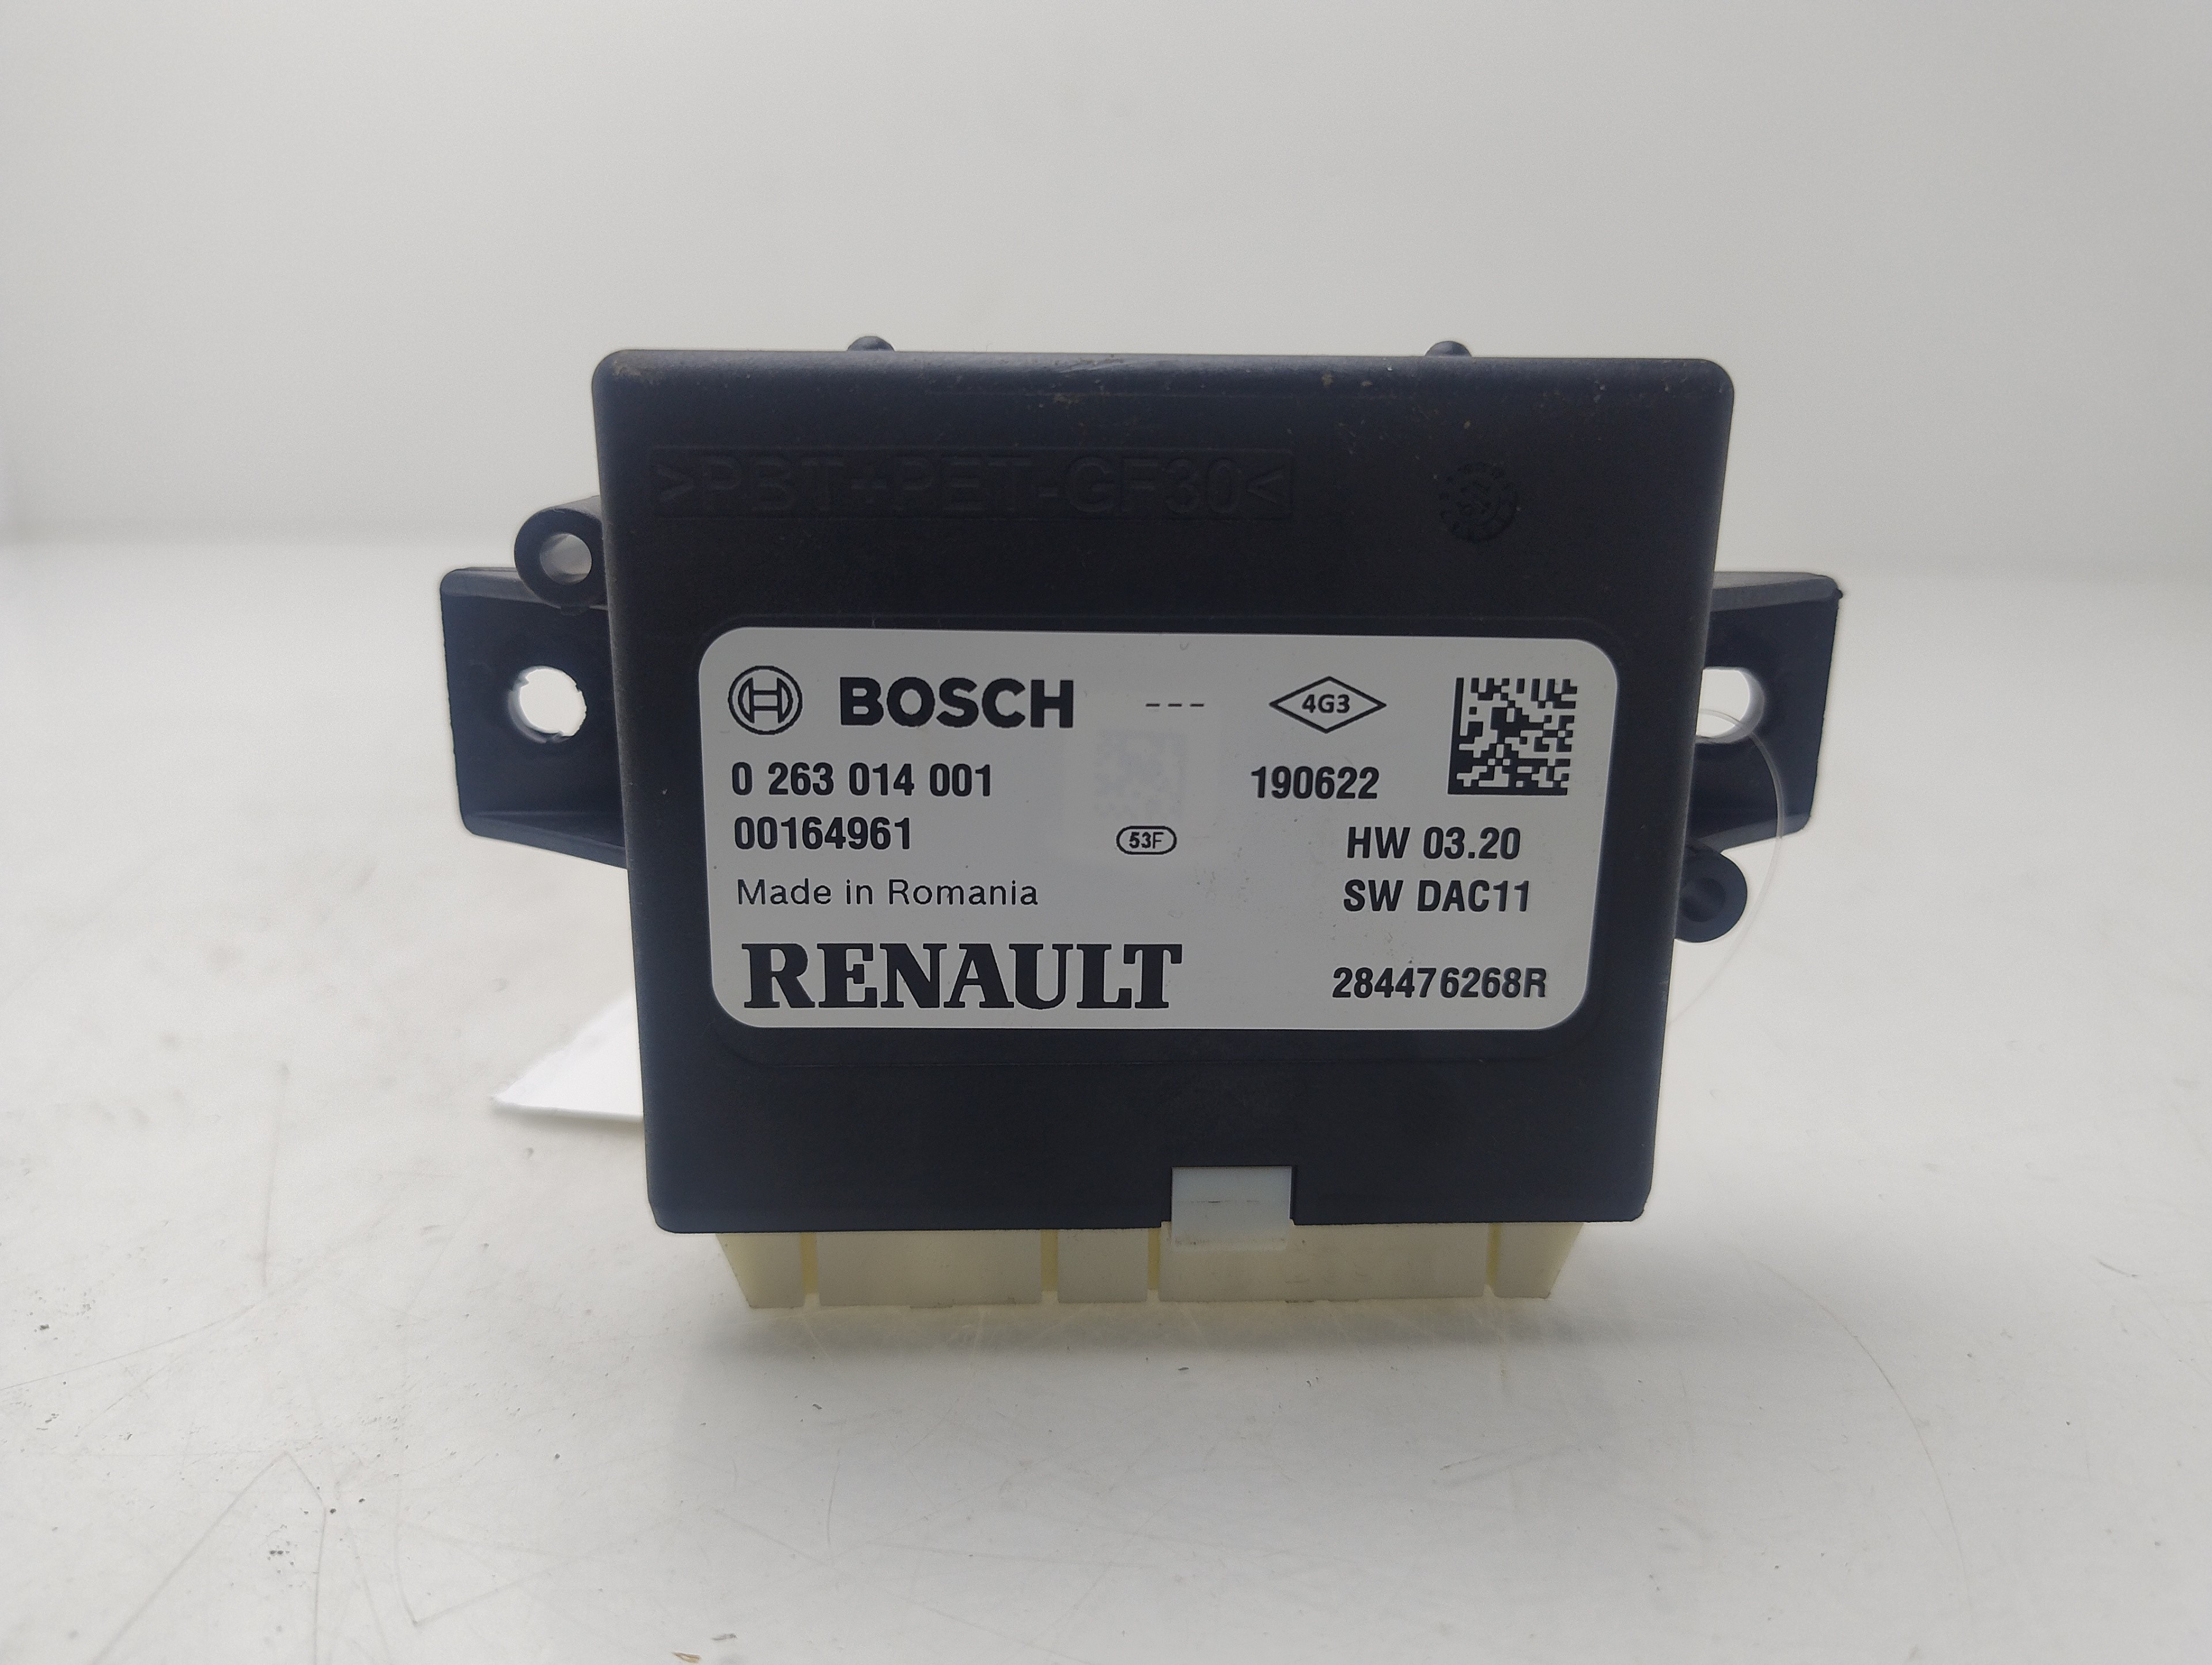 >PBT+PET-GF30<
BOSCH --- 4G3
0 263 014 001 190622
00164961 53F HW 03.20
Made in Romania SW DAC11
RENAULT 284476268R